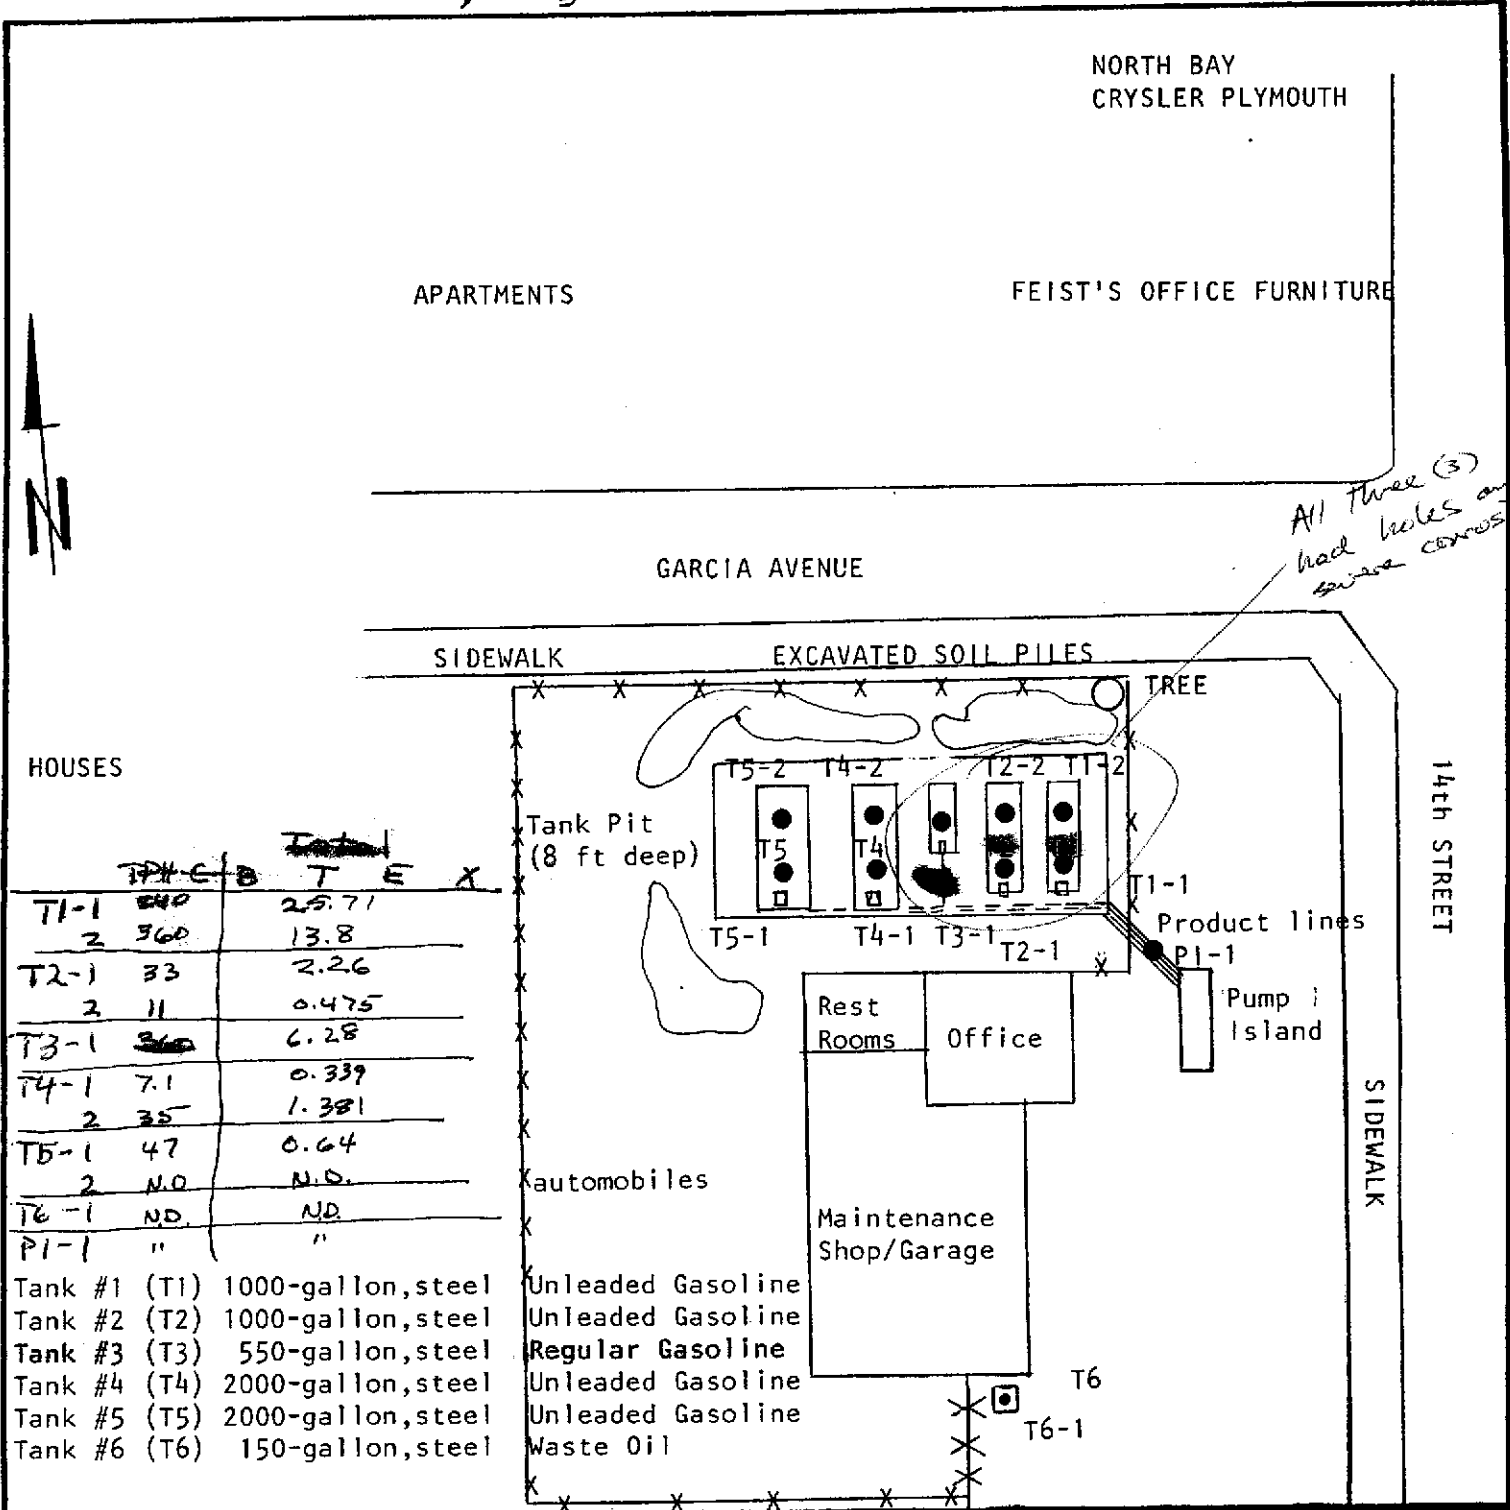 NORTH BAY
CRYSLER PLYMOUTH
APARTMENTS
FEIST'S OFFICE FURNITURE
N
All three (3)
had holes
severe corros
GARCIA AVENUE
SIDEWALK
EXCAVATED SOIL PILES
TREE
HOUSES
14th STREET
T5-2 T4-2 T2-2 T1-2
Tank Pit
(8 ft deep)
T5 T4
T1-1
T5-1 T4-1 T3-1 T2-1
Product lines
P1-1
Pump
Island
Rest
Rooms
Office
SIDEWALK
automobiles
Maintenance
Shop/Garage
Total
TPH-G B T E X
T1-1 25.71
2 360 13.8
T2-1 33 2.26
2 11 0.475
T3-1 360 6.28
T4-1 7.1 0.339
2 35 1.381
T5-1 47 0.64
2 N.D N.D.
T6-1 N.D. N.D.
P1-1 " "
Tank #1 (T1) 1000-gallon,steel Unleaded Gasoline
Tank #2 (T2) 1000-gallon,steel Unleaded Gasoline
Tank #3 (T3) 550-gallon,steel Regular Gasoline
Tank #4 (T4) 2000-gallon,steel Unleaded Gasoline
Tank #5 (T5) 2000-gallon,steel Unleaded Gasoline
Tank #6 (T6) 150-gallon,steel Waste Oil
T6
T6-1